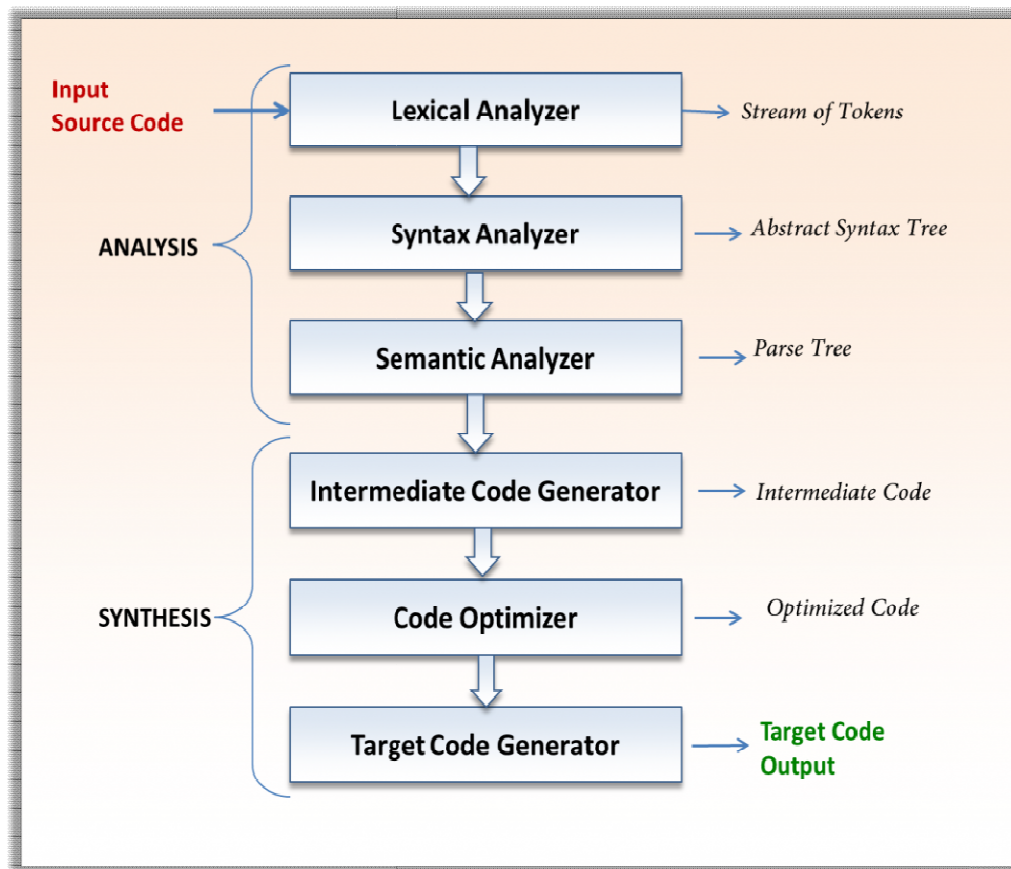 Input
Source Code
Lexical Analyzer
Stream of Tokens
Syntax Analyzer
Abstract Syntax Tree
ANALYSIS
Semantic Analyzer
Parse Tree
Intermediate Code Generator
Intermediate Code
SYNTHESIS
Code Optimizer
Optimized Code
Target Code Generator
Target Code
Output